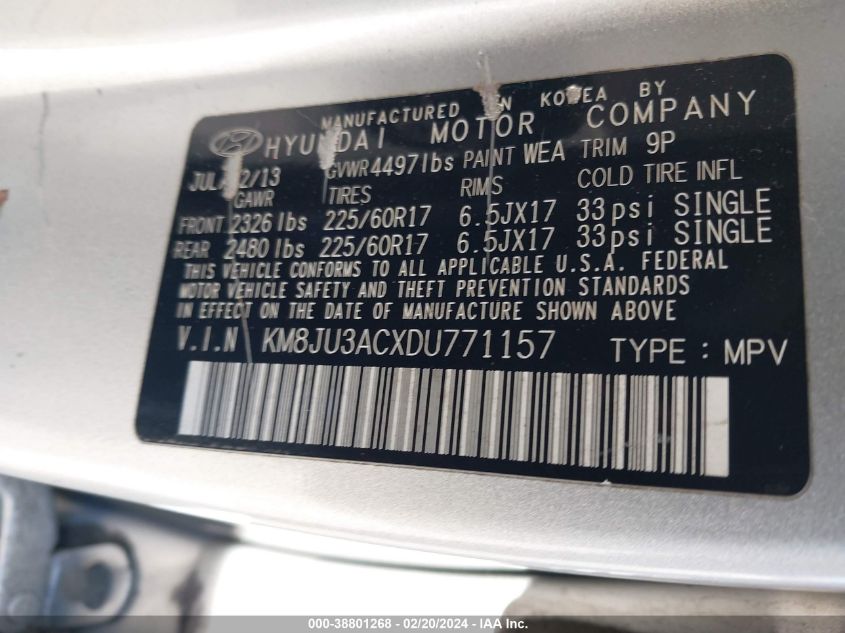 MANUFACTURED IN KOREA BY
HYUNDAI MOTOR COMPANY
JUL/12/13 GVWR 4497lbs PAINT WEA TRIM 9P
GAWR TIRES RIMS COLD TIRE INFL
FRONT 2326 lbs 225/60R17 6.5JX17 33psi SINGLE
REAR 2480 lbs 225/60R17 6.5JX17 33psi SINGLE
THIS VEHICLE CONFORMS TO ALL APPLICABLE U.S.A. FEDERAL
MOTOR VEHICLE SAFETY AND THEFT PREVENTION STANDARDS
IN EFFECT ON THE DATE OF MANUFACTURE SHOWN ABOVE
V.I.N KM8JU3ACXDU771157 TYPE : MPV
000-38801268 - 02/20/2024 - IAA Inc.